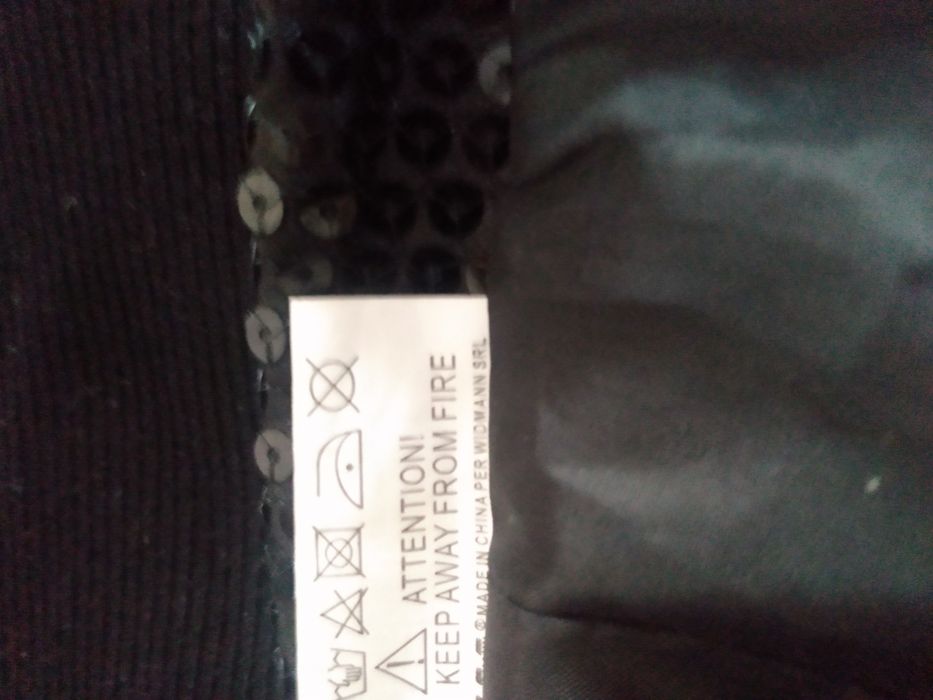 ATTENTION!
KEEP AWAY FROM FIRE
®MADE IN CHINA PER WIDMANN SRL